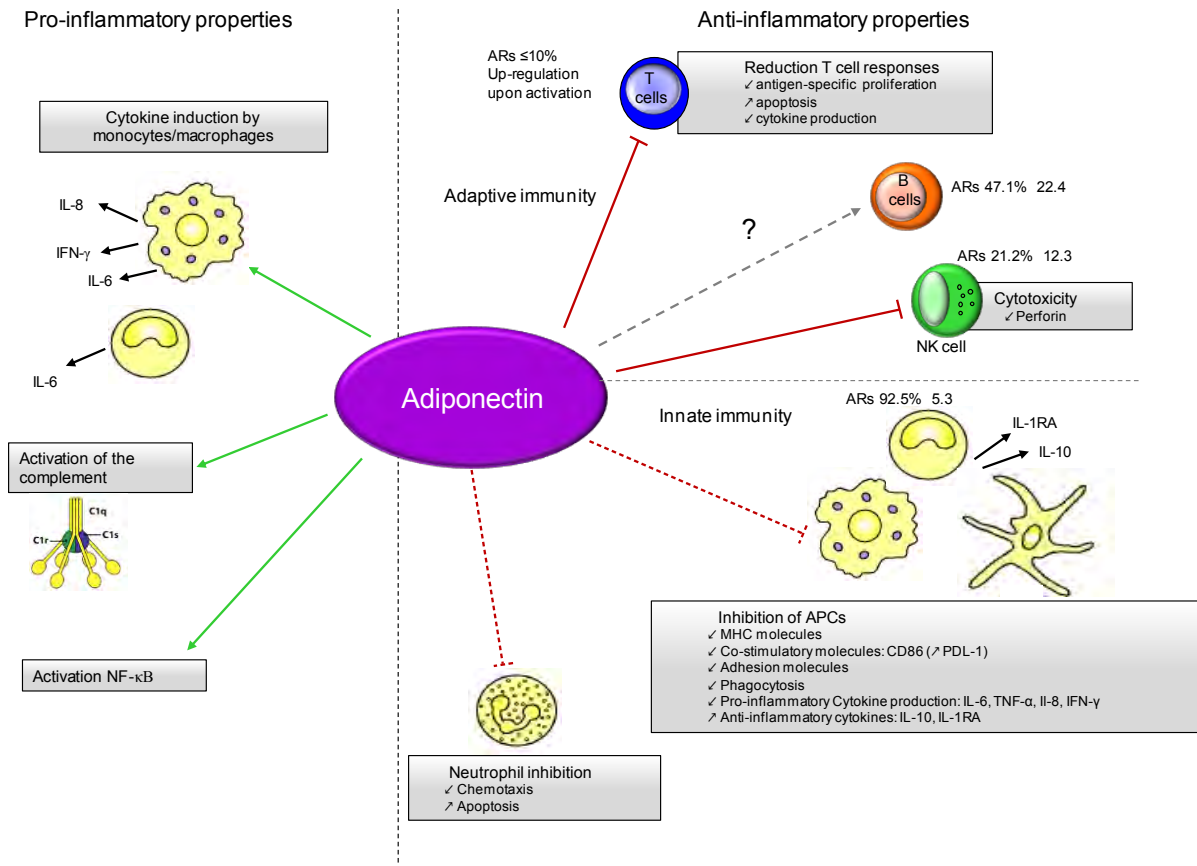 Pro-inflammatory properties
Anti-inflammatory properties
Cytokine induction by
monocytes/macrophages
IL-8
IFN-γ
IL-6
IL-6
Activation of the
complement
C1q
C1r
C1s
Activation NF-κB
Adiponectin
ARs ≤10%
Up-regulation
upon activation
T
cells
Reduction T cell responses
↙ antigen-specific proliferation
↗ apoptosis
↙ cytokine production
Adaptive immunity
?
B
cells
ARs 47.1% 22.4
ARs 21.2% 12.3
Cytotoxicity
↙ Perforin
NK cell
Innate immunity
ARs 92.5% 5.3
IL-1RA
IL-10
Inhibition of APCs
↙ MHC molecules
↙ Co-stimulatory molecules: CD86 (↗ PDL-1)
↙ Adhesion molecules
↙ Phagocytosis
↙ Pro-inflammatory Cytokine production: IL-6, TNF-α, Il-8, IFN-γ
↗ Anti-inflammatory cytokines: IL-10, IL-1RA
Neutrophil inhibition
↙ Chemotaxis
↗ Apoptosis